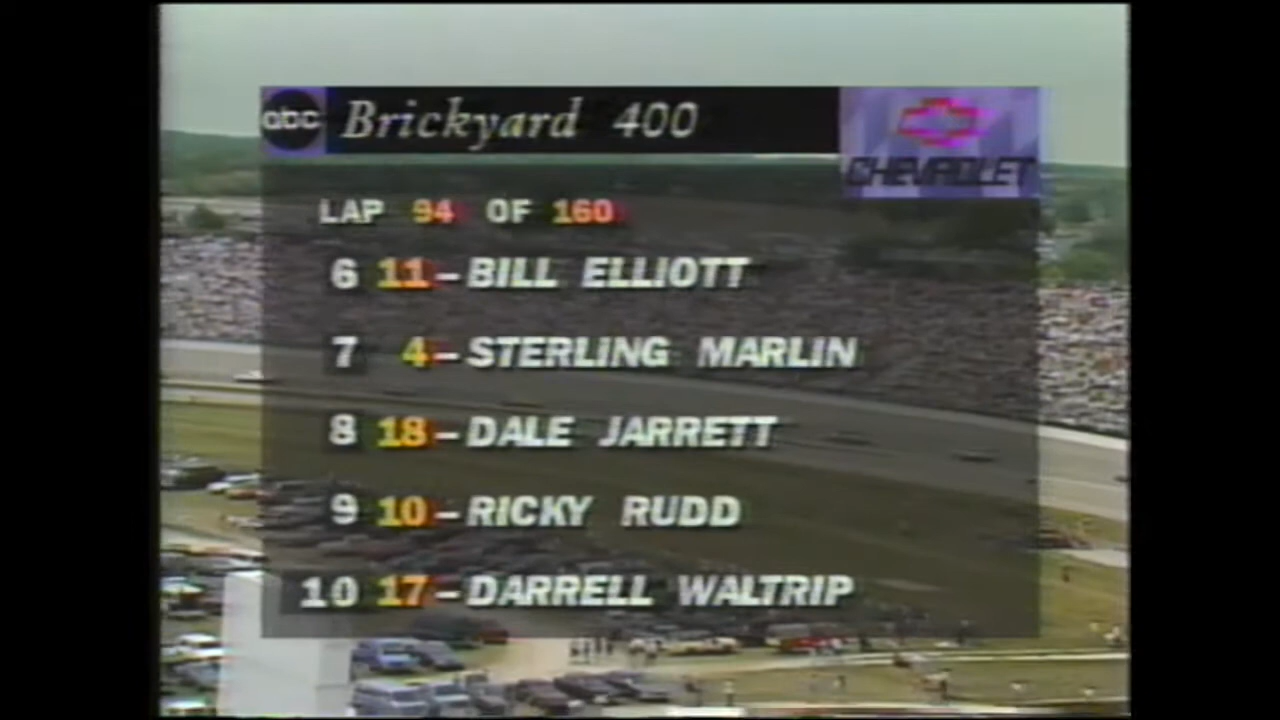 abc Brickyard 400
CHEVROLET
LAP 94 OF 160
6 11-BILL ELLIOTT
7 4-STERLING MARLIN
8 18-DALE JARRETT
9 10-RICKY RUDD
10 17-DARRELL WALTRIP